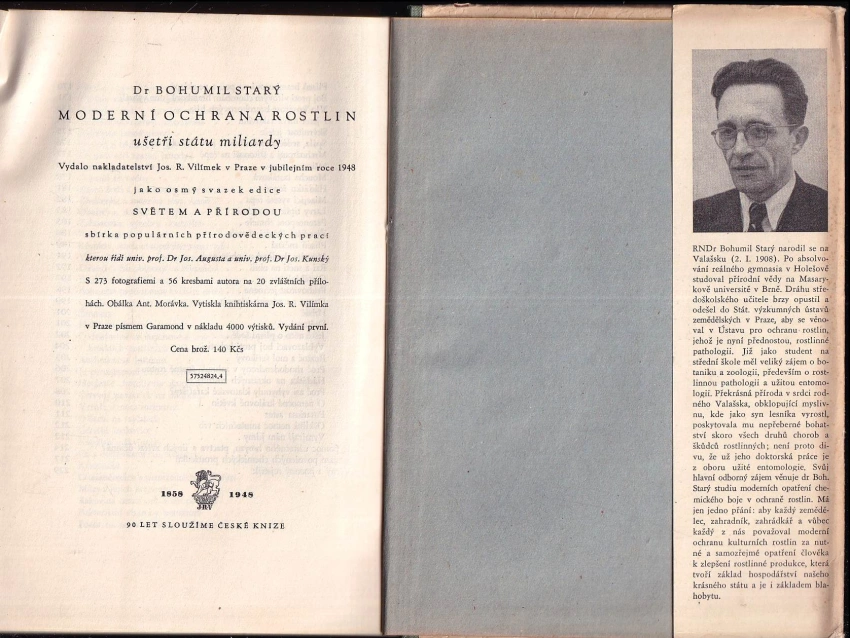 Dr BOHUMIL STARÝ
MODERNÍ OCHRANA ROSTLIN
ušetří státu miliardy
Vydalo nakladatelství Jos. R. Vilímek v Praze v jubilejním roce 1948
jako osmý svazek edice
SVĚTEM A PŘÍRODOU
sbírka populárních přírodovědeckých prací
kterou řídí univ. prof. Dr Jos. Augusta a univ. prof. Dr Jos. Kunský
S 273 fotografiemi a 56 kresbami autora na 20 zvláštních přílo-
hách. Obálka Ant. Morávka. Vytiskla knihtiskárna Jos. R. Vilímka
v Praze písmem Garamond v nákladu 4000 výtisků. Vydání první.
Cena brož. 140 Kčs
57524824,4
1858 1948
JRV
90 LET SLOUŽÍME ČESKÉ KNIZE
RNDr Bohumil Starý narodil se na
Valašsku (2. I. 1908). Po absolvo-
vání reálného gymnasia v Holešově
studoval přírodní vědy na Masary-
kově universitě v Brně. Dráhu stře-
doškolského učitele brzy opustil a
odešel do Stát. výzkumných ústavů
zemědělských v Praze, aby se věno-
val v Ústavu pro ochranu rostlin,
jehož je nyní přednostou, rostlinné
pathologii. Již jako student na
střední škole měl veliký zájem o bo-
taniku a zoologii, především o rost-
linnou pathologii a užitou entomo-
logii. Překrásná příroda v srdci rod-
ného Valašska, obklopující mysliv-
nu, kde jako syn lesníka vyrostl,
poskytovala mu nepřeberné bohat-
ství skoro všech druhů chorob a
škůdců rostlinných; není proto di-
vu, že už jeho doktorská práce je
z oboru užité entomologie. Svůj
hlavní odborný zájem věnuje dr Boh.
Starý studiu moderních opatření che-
mického boje v ochraně rostlin. Má
jen jedno přání: aby každý zemědě-
lec, zahradník, zahrádkář a vůbec
každý z nás považoval moderní
ochranu kulturních rostlin za nut-
né a samozřejmé opatření člověka
k zlepšení rostlinné produkce, která
tvoří základ hospodářství našeho
krásného státu a je i základem bla-
hobytu.